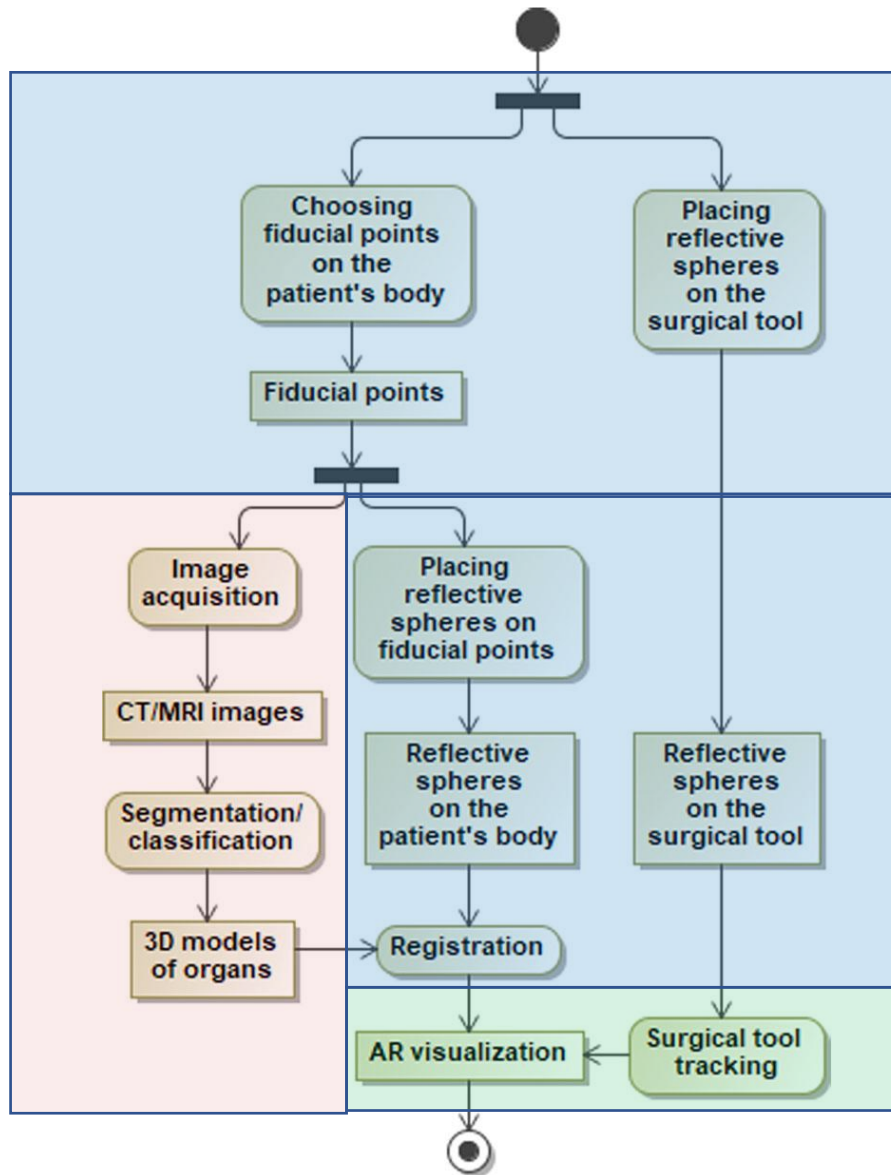 Choosing
fiducial points
on the
patient's body
Placing
reflective
spheres
on the
surgical tool
Fiducial points
Image
acquisition
Placing
reflective
spheres on
fiducial points
CT/MRI images
Reflective
spheres
on the
patient's body
Reflective
spheres
on the
surgical tool
Segmentation/
classification
3D models
of organs
Registration
AR visualization
Surgical tool
tracking